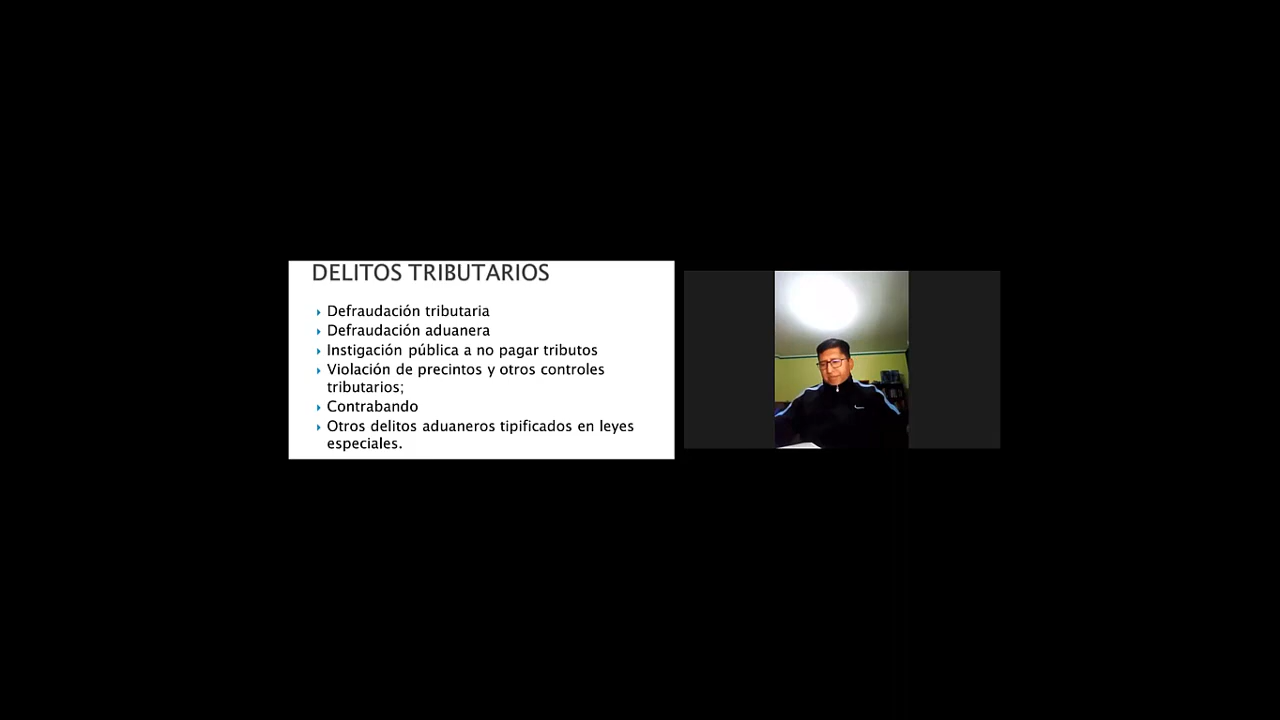 DELITOS TRIBUTARIOS
Defraudación tributaria
Defraudación aduanera
Instigación pública a no pagar tributos
Violación de precintos y otros controles
tributarios;
Contrabando
Otros delitos aduaneros tipificados en leyes
especiales.